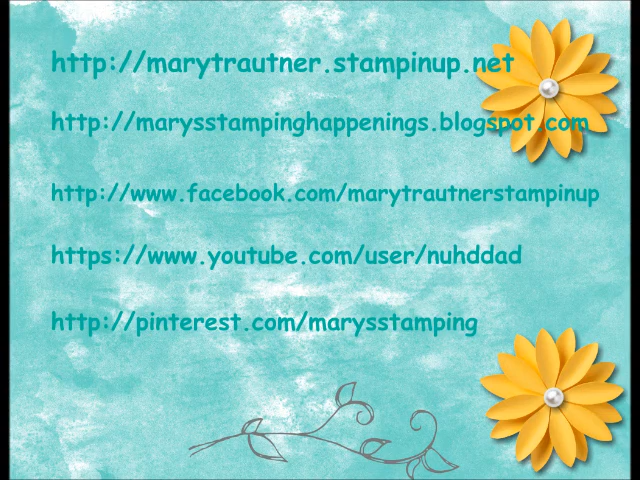 http://marytrautner.stampinup.net
http://marysstampinghappenings.blogspot.com
http://www.facebook.com/marytrautnerstampinup
https://www.youtube.com/user/nuhddad
http://pinterest.com/marysstamping